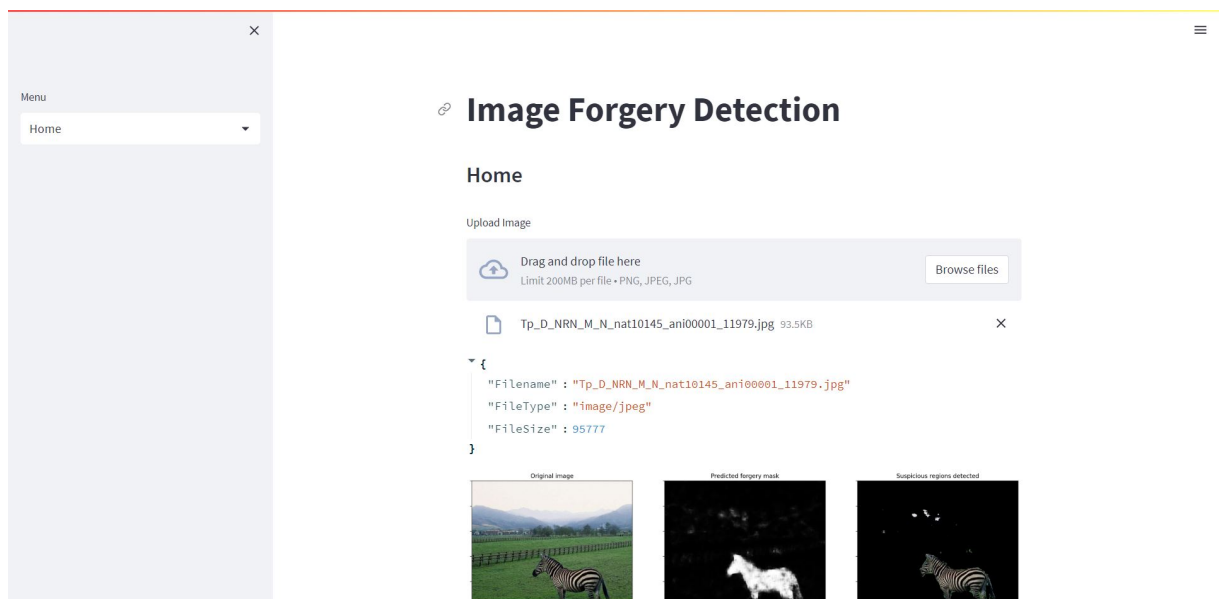 Menu
Home
Image Forgery Detection
Home
Upload Image
Drag and drop file here
Limit 200MB per file • PNG, JPEG, JPG
Browse files
Tp_D_NRN_M_N_nat10145_ani00001_11979.jpg 93.5KB
{
"Filename" : "Tp_D_NRN_M_N_nat10145_ani00001_11979.jpg"
"FileType" : "image/jpeg"
"FileSize" : 95777
}
Original image
Predicted forgery mask
Suspicious regions detected